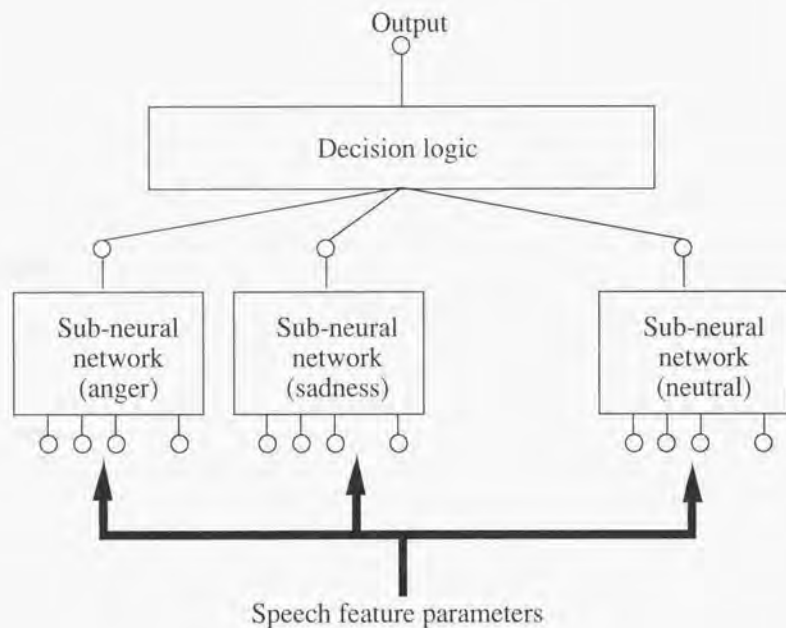 Output
Decision logic
Sub-neural
network
(anger)
Sub-neural
network
(sadness)
Sub-neural
network
(neutral)
Speech feature parameters